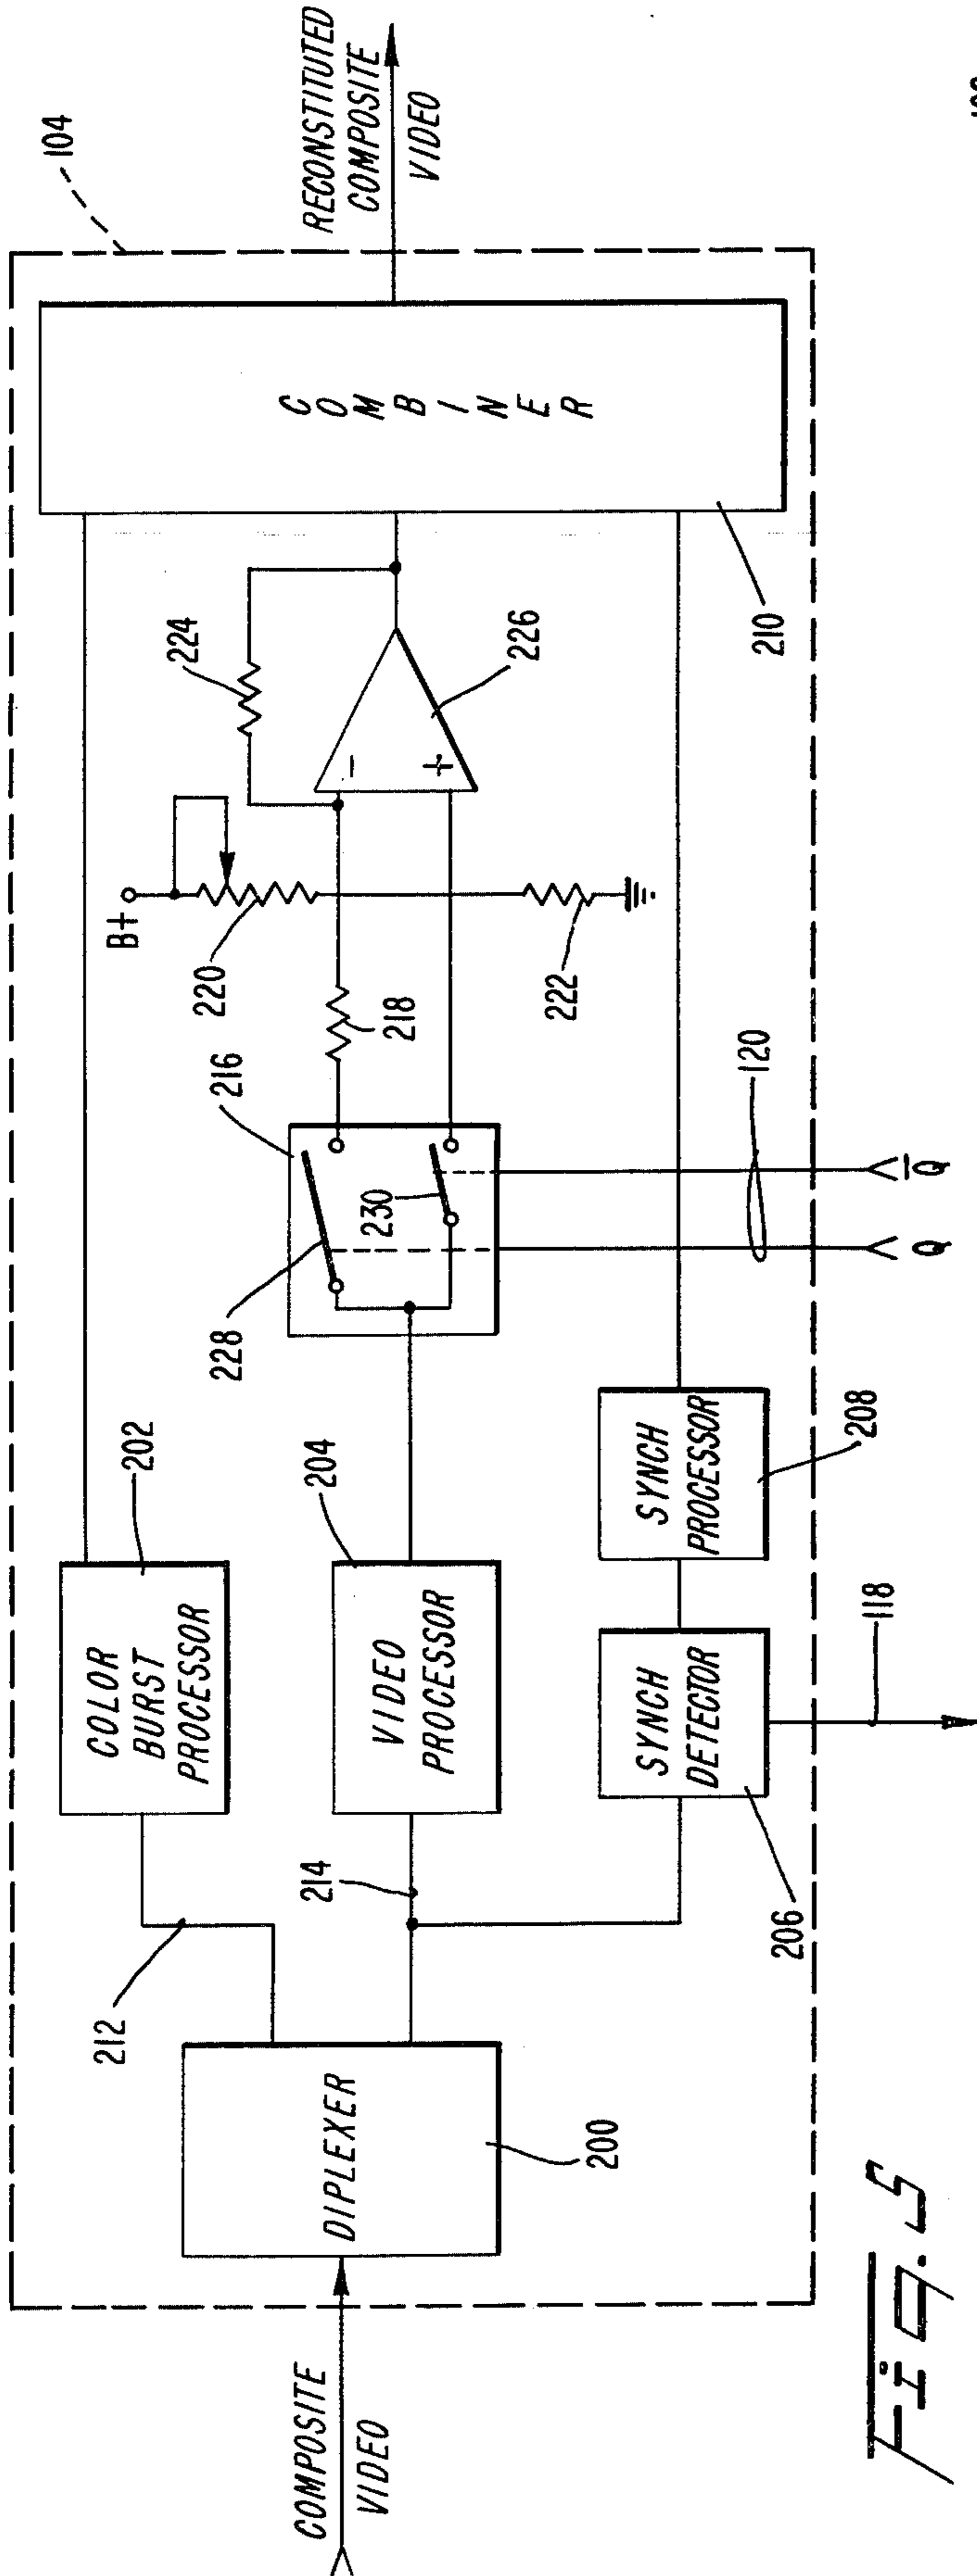 104
RECONSTITUTED
COMPOSITE
VIDEO
COMBINER
210
224
226
−
+
B+
220
222
218
216
228
230
120
Q
Q̅
202
COLOR
BURST
PROCESSOR
204
VIDEO
PROCESSOR
208
SYNCH
PROCESSOR
SYNCH
DETECTOR
118
206
214
212
DIPLEXER
200
COMPOSITE
VIDEO
Fig. 5